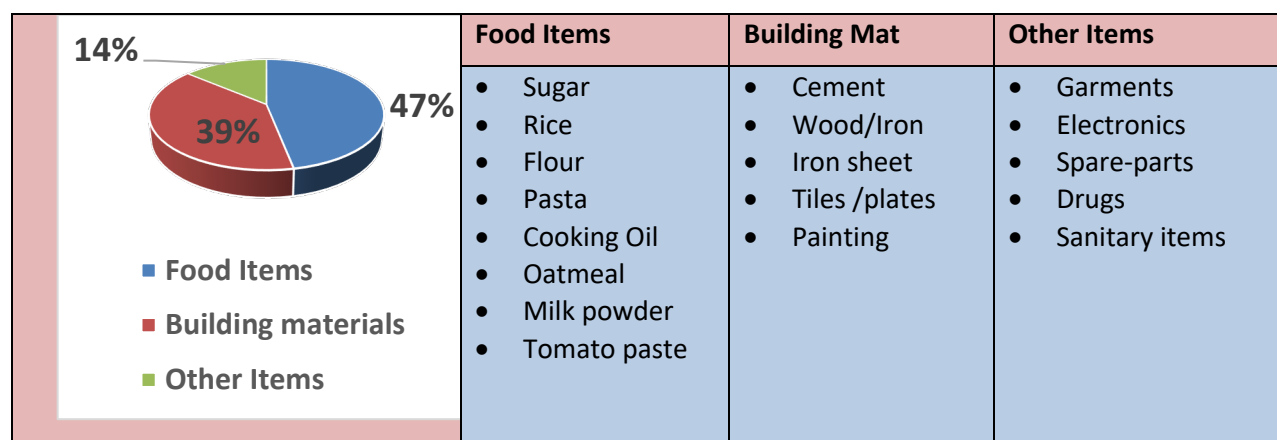 14%
47%
39%
Food Items
Building materials
Other Items
Food Items
• Sugar
• Rice
• Flour
• Pasta
• Cooking Oil
• Oatmeal
• Milk powder
• Tomato paste
Building Mat
• Cement
• Wood/Iron
• Iron sheet
• Tiles /plates
• Painting
Other Items
• Garments
• Electronics
• Spare-parts
• Drugs
• Sanitary items